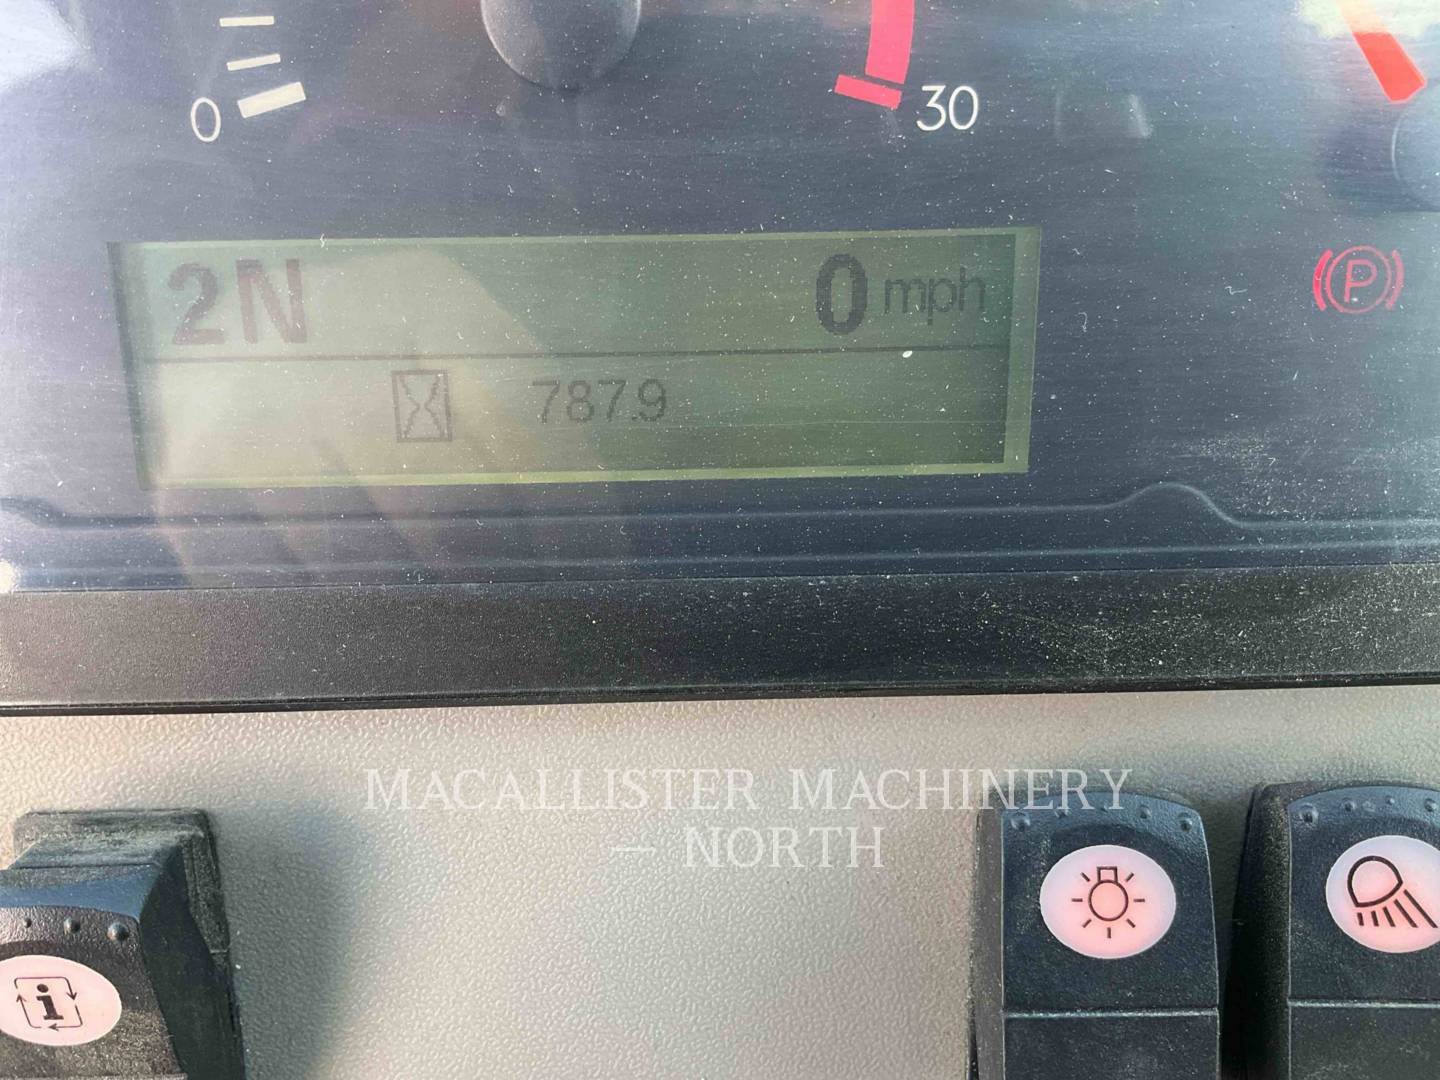 0
30
2N 0 mph
P
787.9
MACALLISTER MACHINERY
— NORTH
i